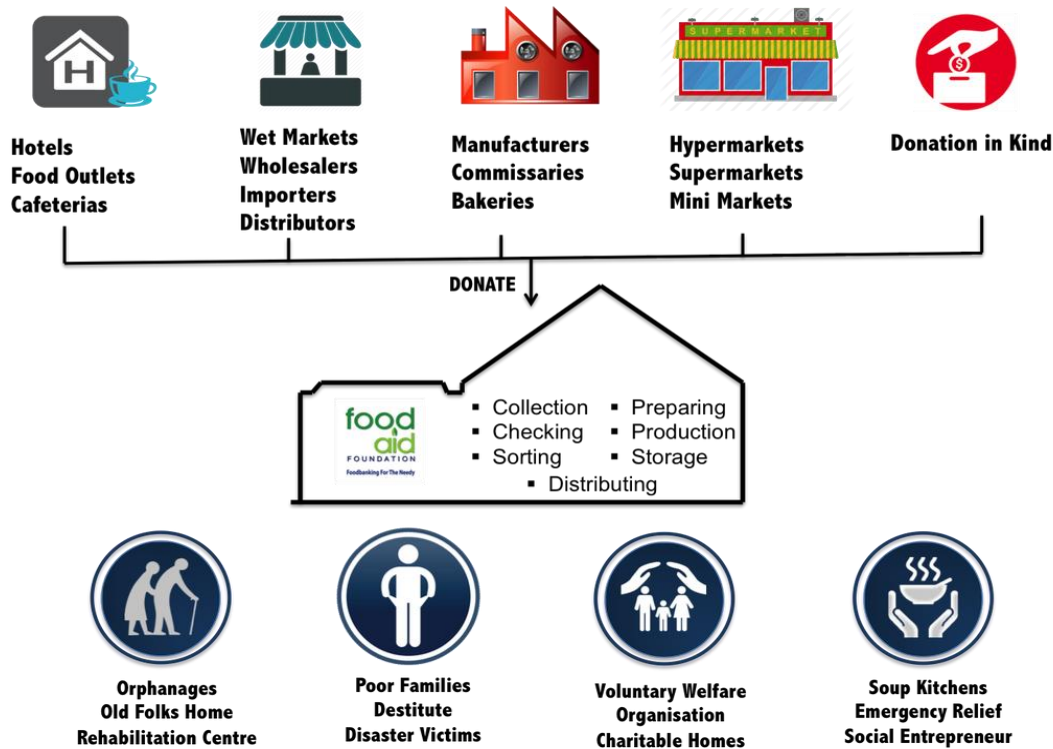 H
SUPERMARKET
$
Hotels
Food Outlets
Cafeterias
Wet Markets
Wholesalers
Importers
Distributors
Manufacturers
Commissaries
Bakeries
Hypermarkets
Supermarkets
Mini Markets
Donation in Kind
DONATE
food
aid
FOUNDATION
Foodbanking For The Needy
▪ Collection
▪ Checking
▪ Sorting
▪ Preparing
▪ Production
▪ Storage
▪ Distributing
Orphanages
Old Folks Home
Rehabilitation Centre
Poor Families
Destitute
Disaster Victims
Voluntary Welfare
Organisation
Charitable Homes
Soup Kitchens
Emergency Relief
Social Entrepreneur